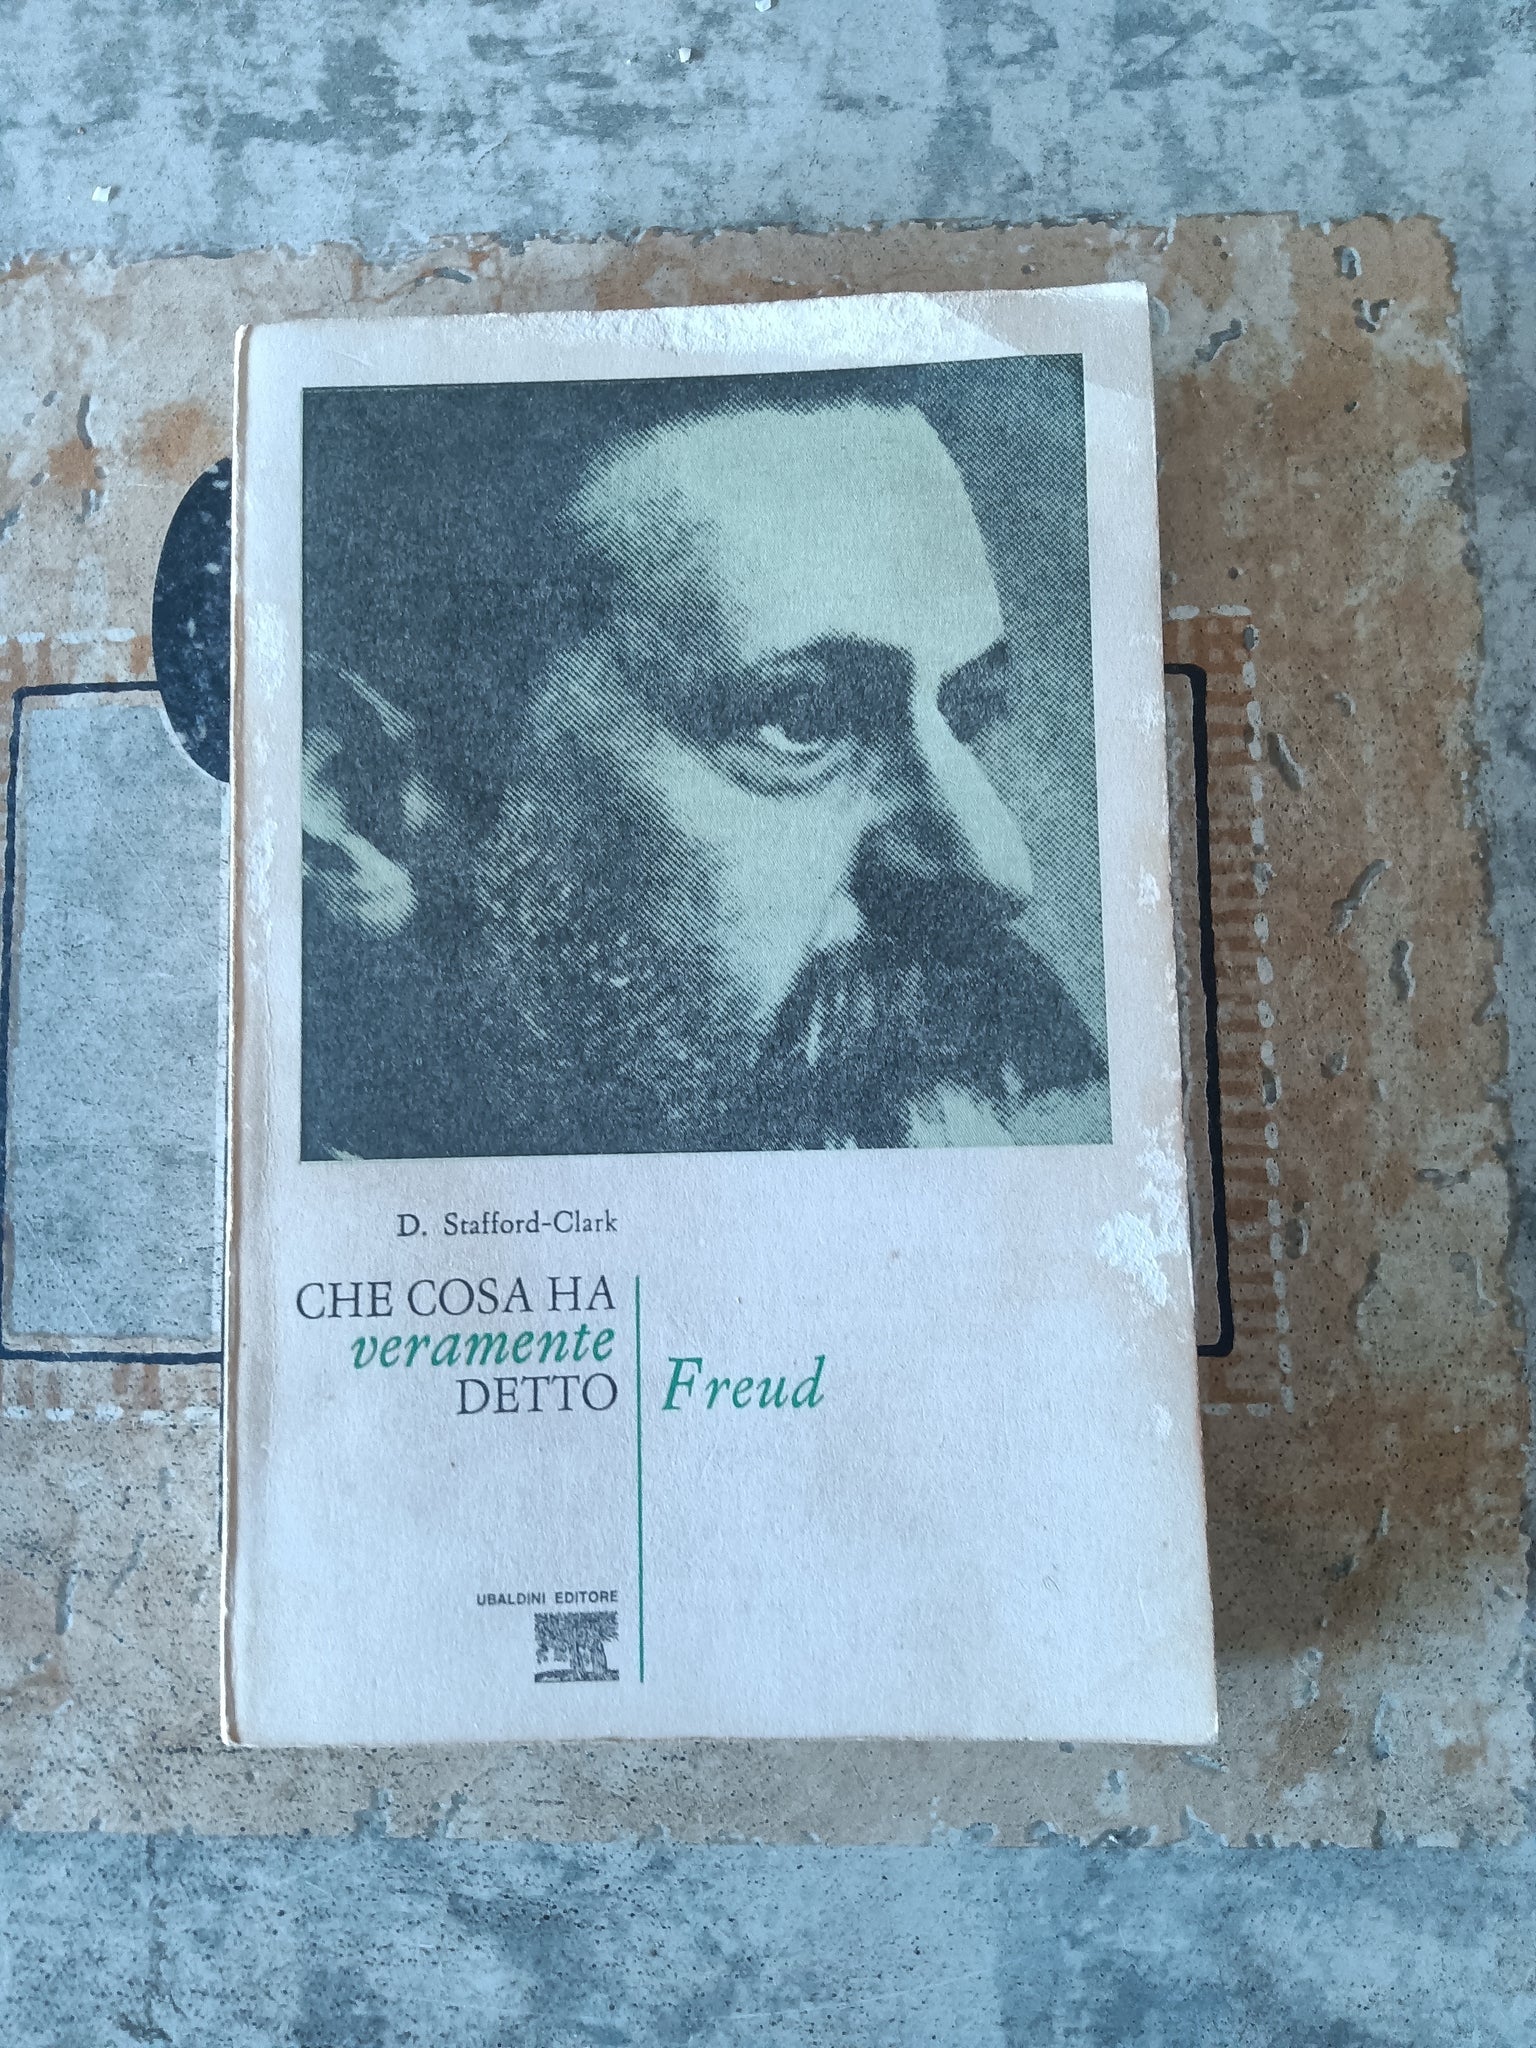 D. Stafford-Clark
CHE COSA HA
veramente
DETTO
Freud
UBALDINI EDITORE